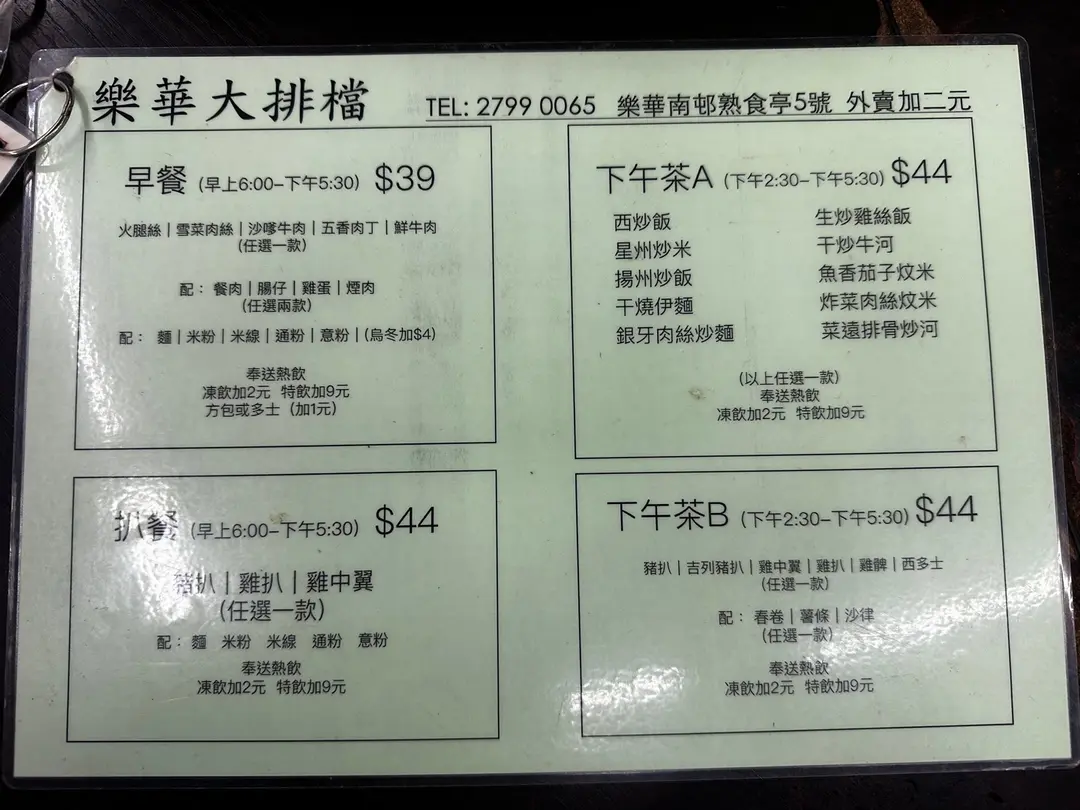 樂華大排檔 TEL: 2799 0065 樂華南邨熟食亭5號 外賣加二元
早餐 (早上6:00–下午5:30) $39
火腿絲 | 雪菜肉絲 | 沙嗲牛肉 | 五香肉丁 | 鮮牛肉
(任選一款)
配： 餐肉 | 腸仔 | 雞蛋 | 煙肉
(任選兩款)
配： 麵 | 米粉 | 米線 | 通粉 | 意粉 | (烏冬加$4)
奉送熱飲
凍飲加2元 特飲加9元
方包或多士 (加1元)
下午茶A (下午2:30–下午5:30) $44
西炒飯 生炒雞絲飯
星州炒米 干炒牛河
揚州炒飯 魚香茄子炆米
干燒伊麵 炸菜肉絲炆米
銀牙肉絲炒麵 菜遠排骨炒河
(以上任選一款)
奉送熱飲
凍飲加2元 特飲加9元
扒餐 (早上6:00–下午5:30) $44
豬扒 | 雞扒 | 雞中翼
(任選一款)
配： 麵 米粉 米線 通粉 意粉
奉送熱飲
凍飲加2元 特飲加9元
下午茶B (下午2:30–下午5:30) $44
豬扒 | 吉列豬扒 | 雞中翼 | 雞扒 | 雞髀 | 西多士
(任選一款)
配： 春卷 | 薯條 | 沙律
(任選一款)
奉送熱飲
凍飲加2元 特飲加9元